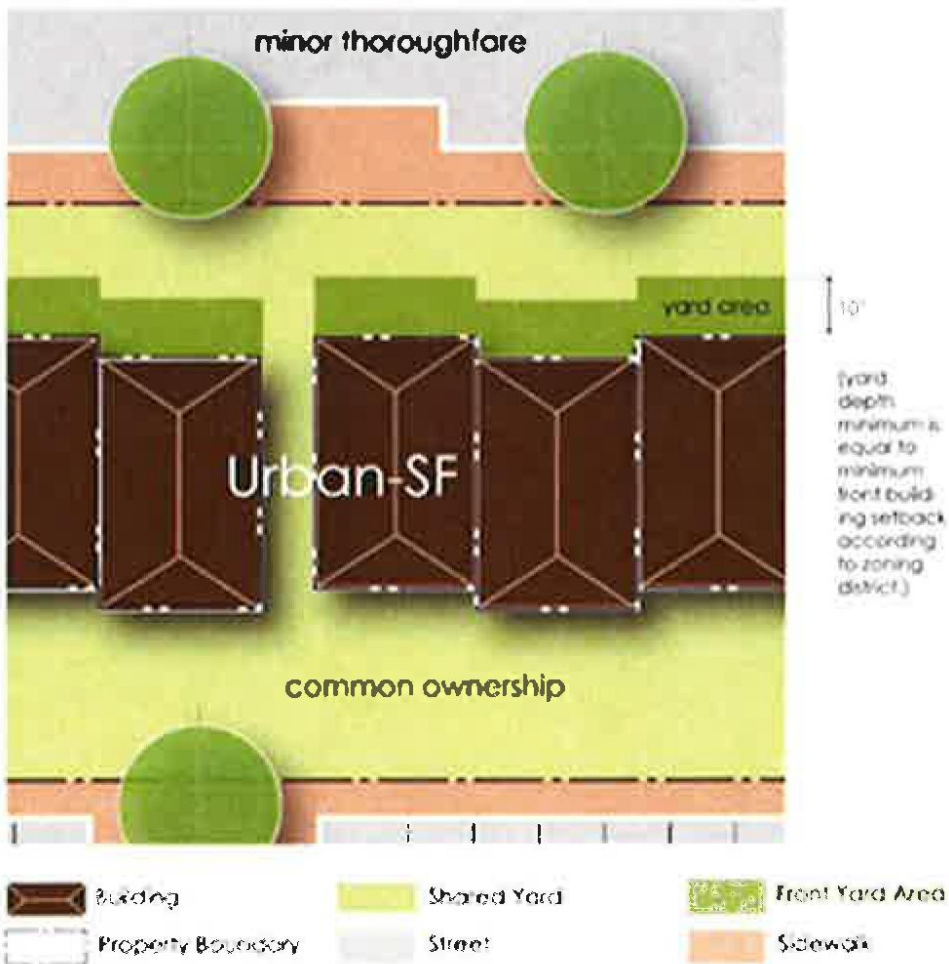 minor thoroughfare
yard area
10'
(yard
depth
minimum is
equal to
minimum
front build-
ing setback
according
to zoning
district.)
Urban-SF
common ownership
Building
Shared Yard
Front Yard Area
Property Boundary
Street
Sidewalk